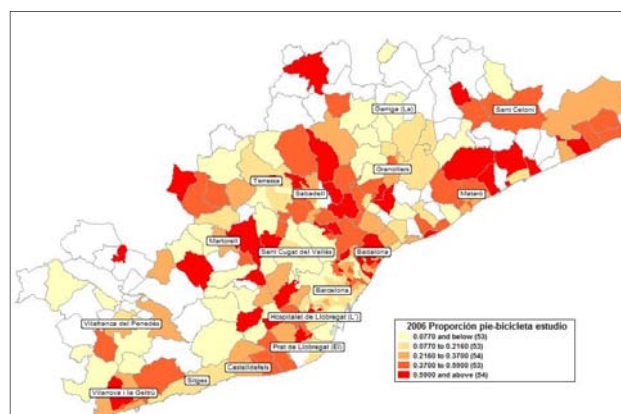 Garriga (La)
Sant Celoni
Granollers
Terrassa
Sabadell
Mataró
Martorell
Sant Cugat del Vallès
Badalona
Barcelona
Vilafranca del Penedès
Hospitalet de Llobregat (L')
Prat de Llobregat (El)
Castelldefels
Sitges
Vilanova i la Geltrú
2006 Proporción pie-bicicleta estudio
0.0770 and below (53)
0.0770 to 0.2160 (53)
0.2160 to 0.3700 (54)
0.3700 to 0.5900 (53)
0.5900 and above (54)